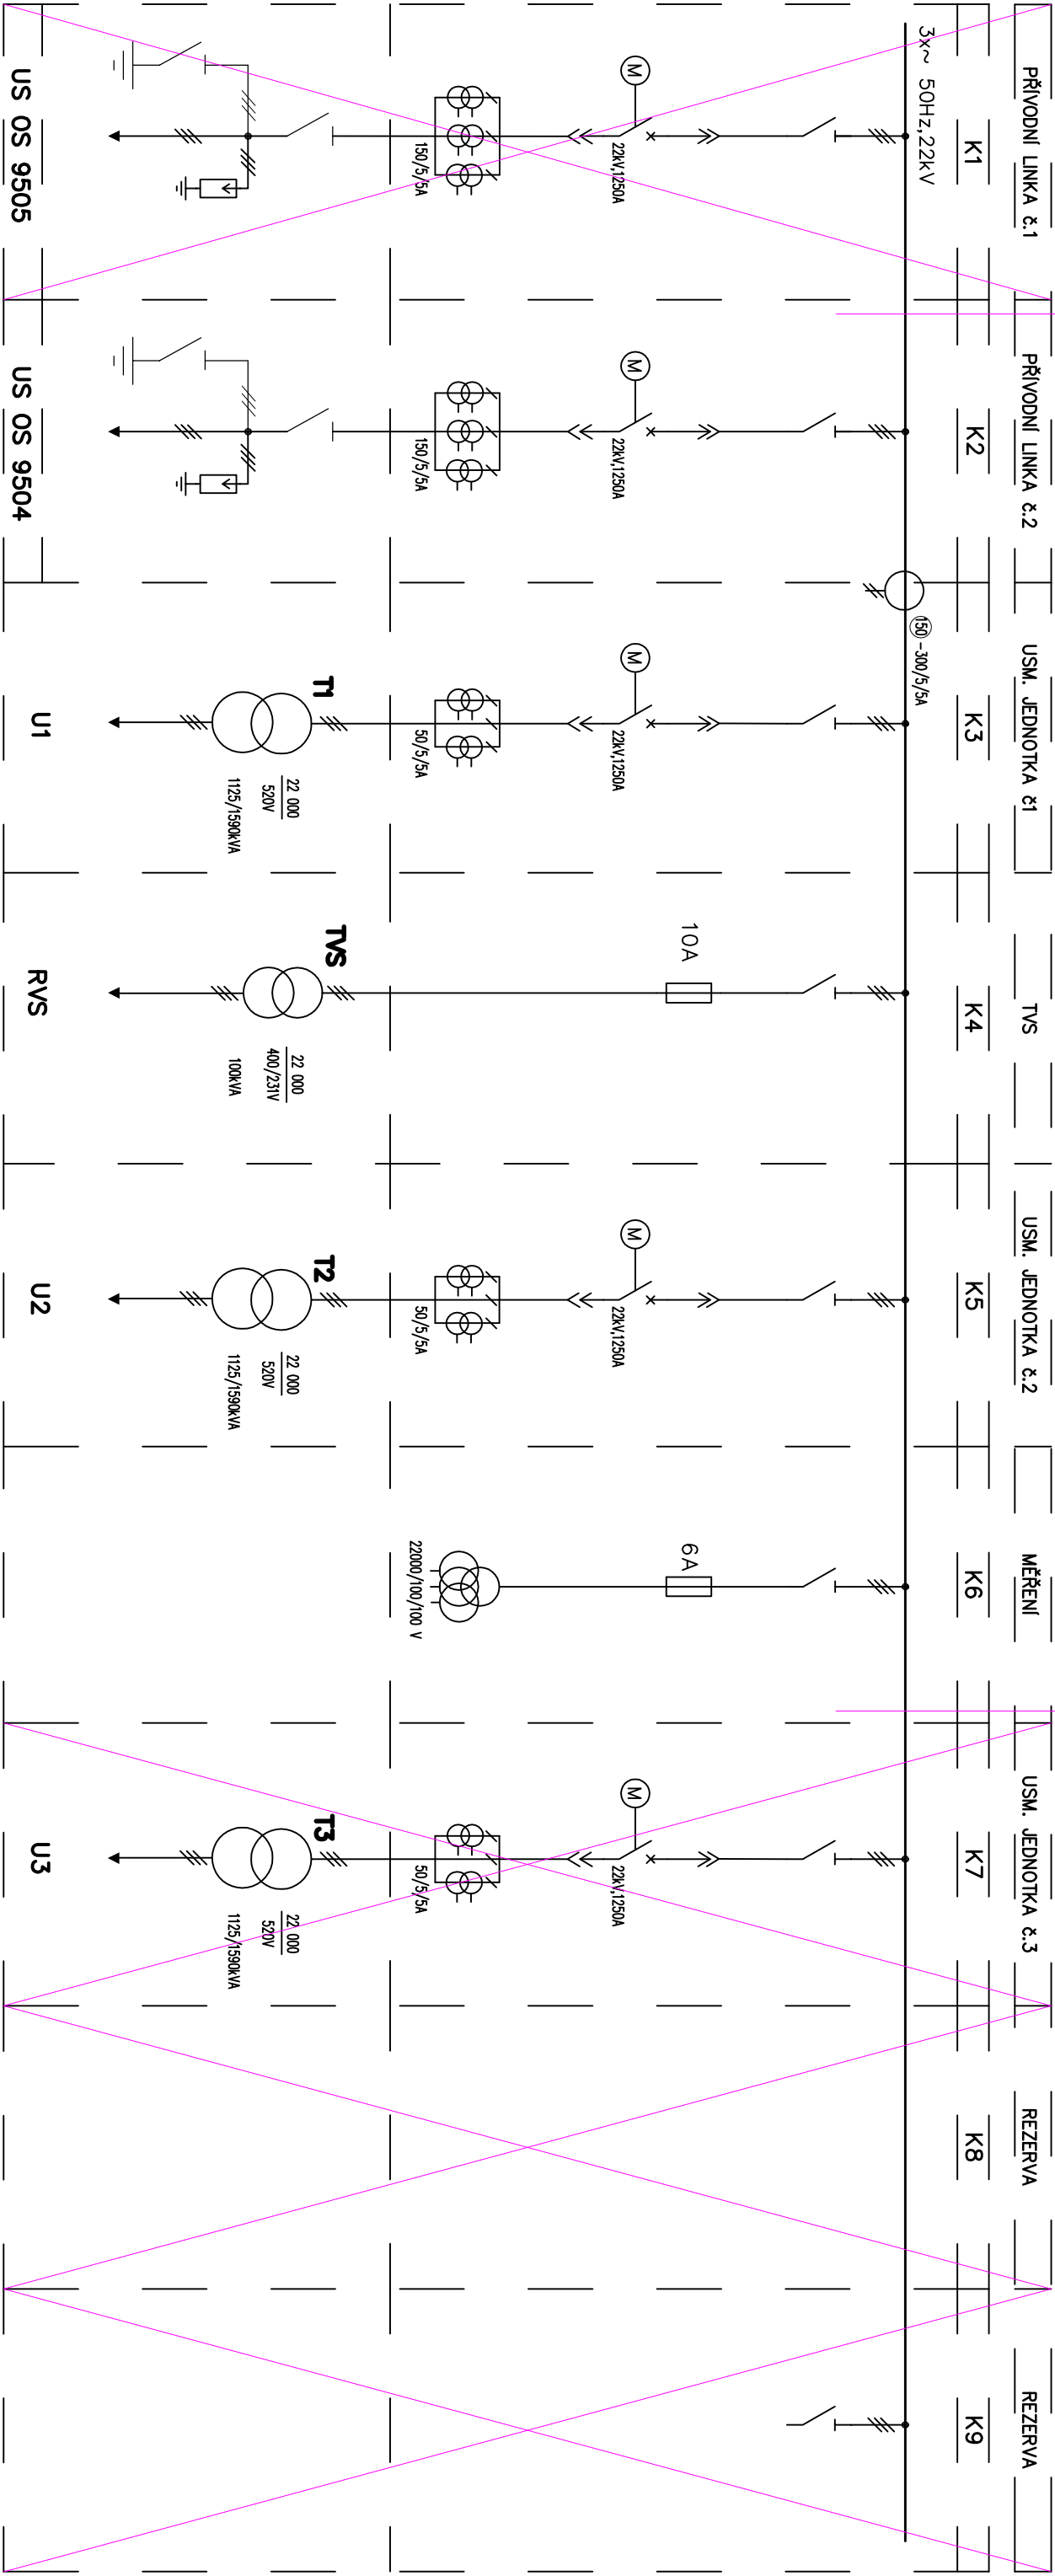 PŘÍVODNÍ LINKA č.1
PŘÍVODNÍ LINKA č.2
USM. JEDNOTKA č1
TVS
USM. JEDNOTKA č.2
MĚŘENÍ
USM. JEDNOTKA č.3
REZERVA
REZERVA
K1
K2
K3
K4
K5
K6
K7
K8
K9
3x~ 50Hz,22kV
150-300/5/5A
M
22kV,1250A
M
22kV,1250A
M
22kV,1250A
10A
M
22kV,1250A
6A
M
22kV,1250A
150/5/5A
150/5/5A
50/5/5A
50/5/5A
22000/100/100 V
50/5/5A
T1
22 000
520V
1125/1590kVA
TVS
22 000
400/231V
100kVA
T2
22 000
520V
1125/1590kVA
T3
22 000
520V
1125/1590kVA
US OS 9505
US OS 9504
U1
RVS
U2
U3